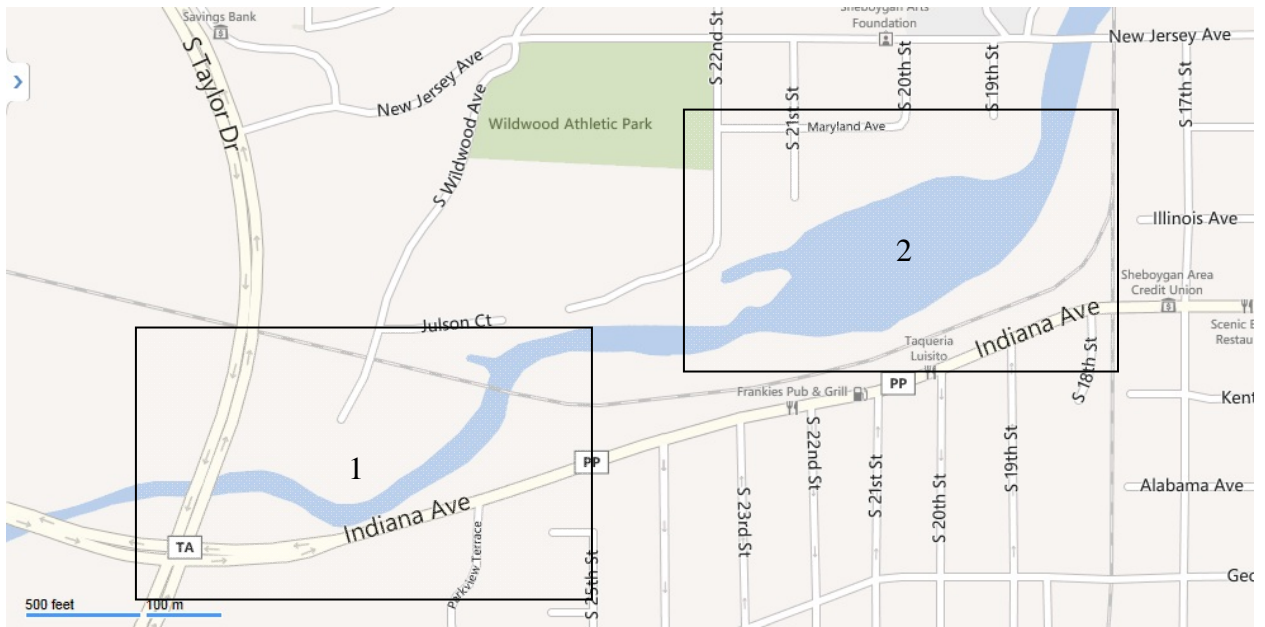 Savings Bank
Sheboygan Arts
Foundation
New Jersey Ave
S Taylor Dr
New Jersey Ave
S 22nd St
S 20th St
S 19th St
S 17th St
S 21st St
Maryland Ave
Wildwood Athletic Park
S Wildwood Ave
Illinois Ave
2
Sheboygan Area
Credit Union
Julson Ct
Indiana Ave
Scenic
Restau
Taqueria
Luisito
S 18th St
PP
Frankies Pub & Grill
Kent
1
PP
S 22nd St
S 21st St
S 20th St
S 19th St
Alabama Ave
Indiana Ave
S 23rd St
TA
Parkview Terrace
S 25th St
Geo
500 feet
100 m